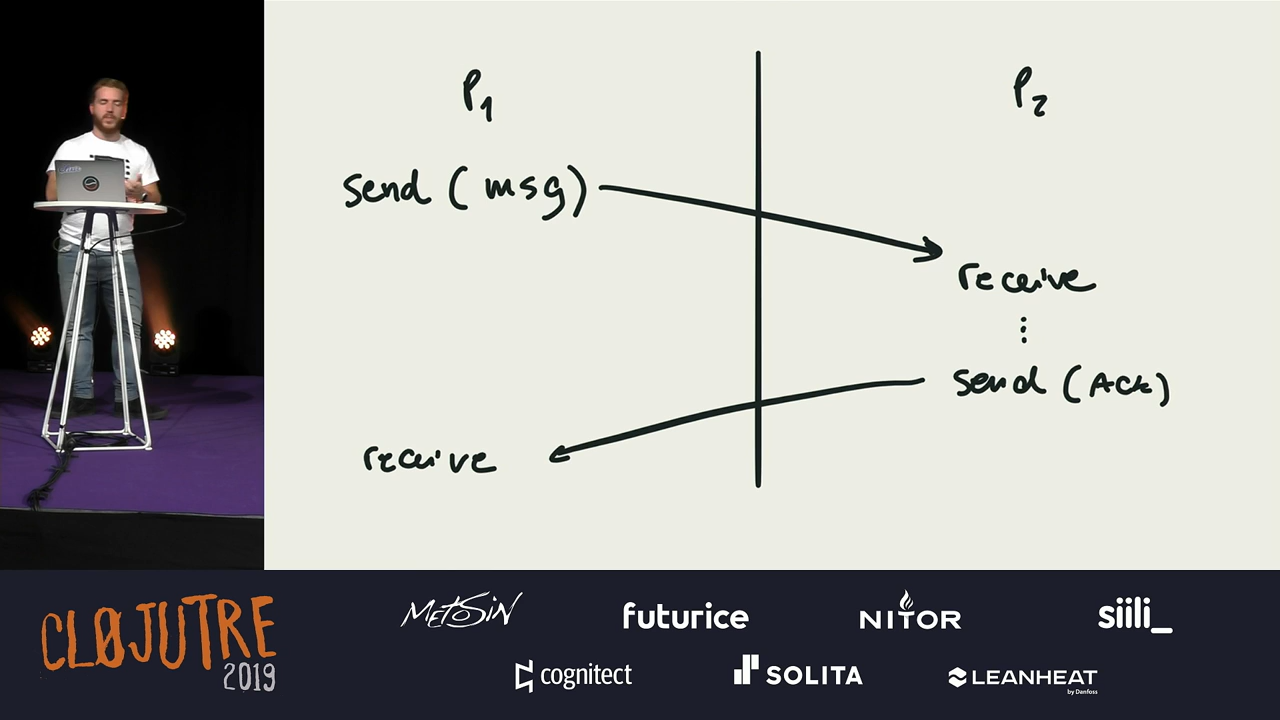 P1
P2
send (msg)
receive
send (ACK)
receive
CLØJUTRE
2019
METOSIN
futurice
NITOR
siili_
cognitect
SOLITA
LEANHEAT
by Danfoss